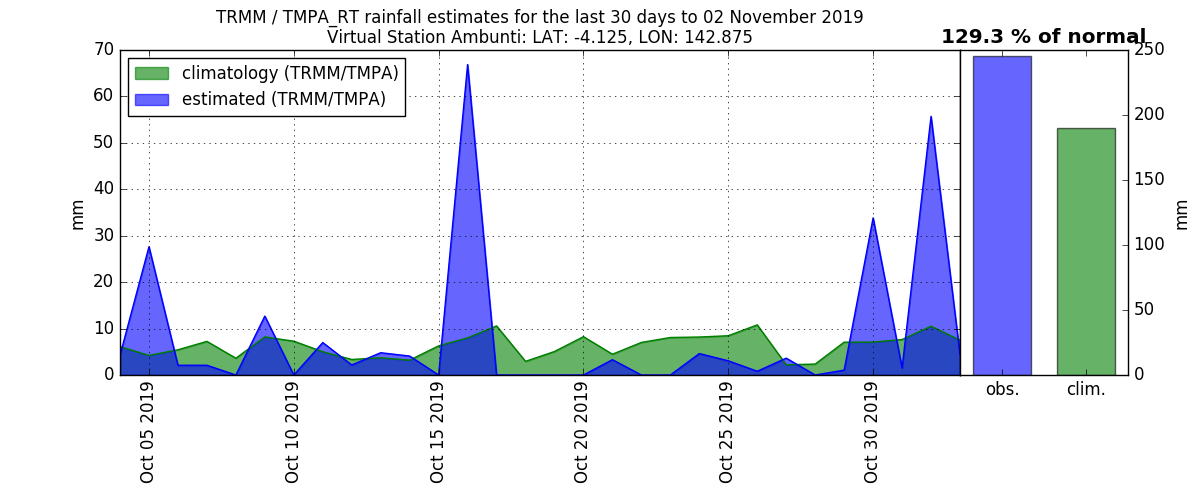 TRMM / TMPA_RT rainfall estimates for the last 30 days to 02 November 2019
Virtual Station Ambunti: LAT: -4.125, LON: 142.875
129.3 % of normal
climatology (TRMM/TMPA)
estimated (TRMM/TMPA)
70
60
50
40
30
20
10
0
mm
Oct 05 2019
Oct 10 2019
Oct 15 2019
Oct 20 2019
Oct 25 2019
Oct 30 2019
obs.
clim.
250
200
150
100
50
0
mm